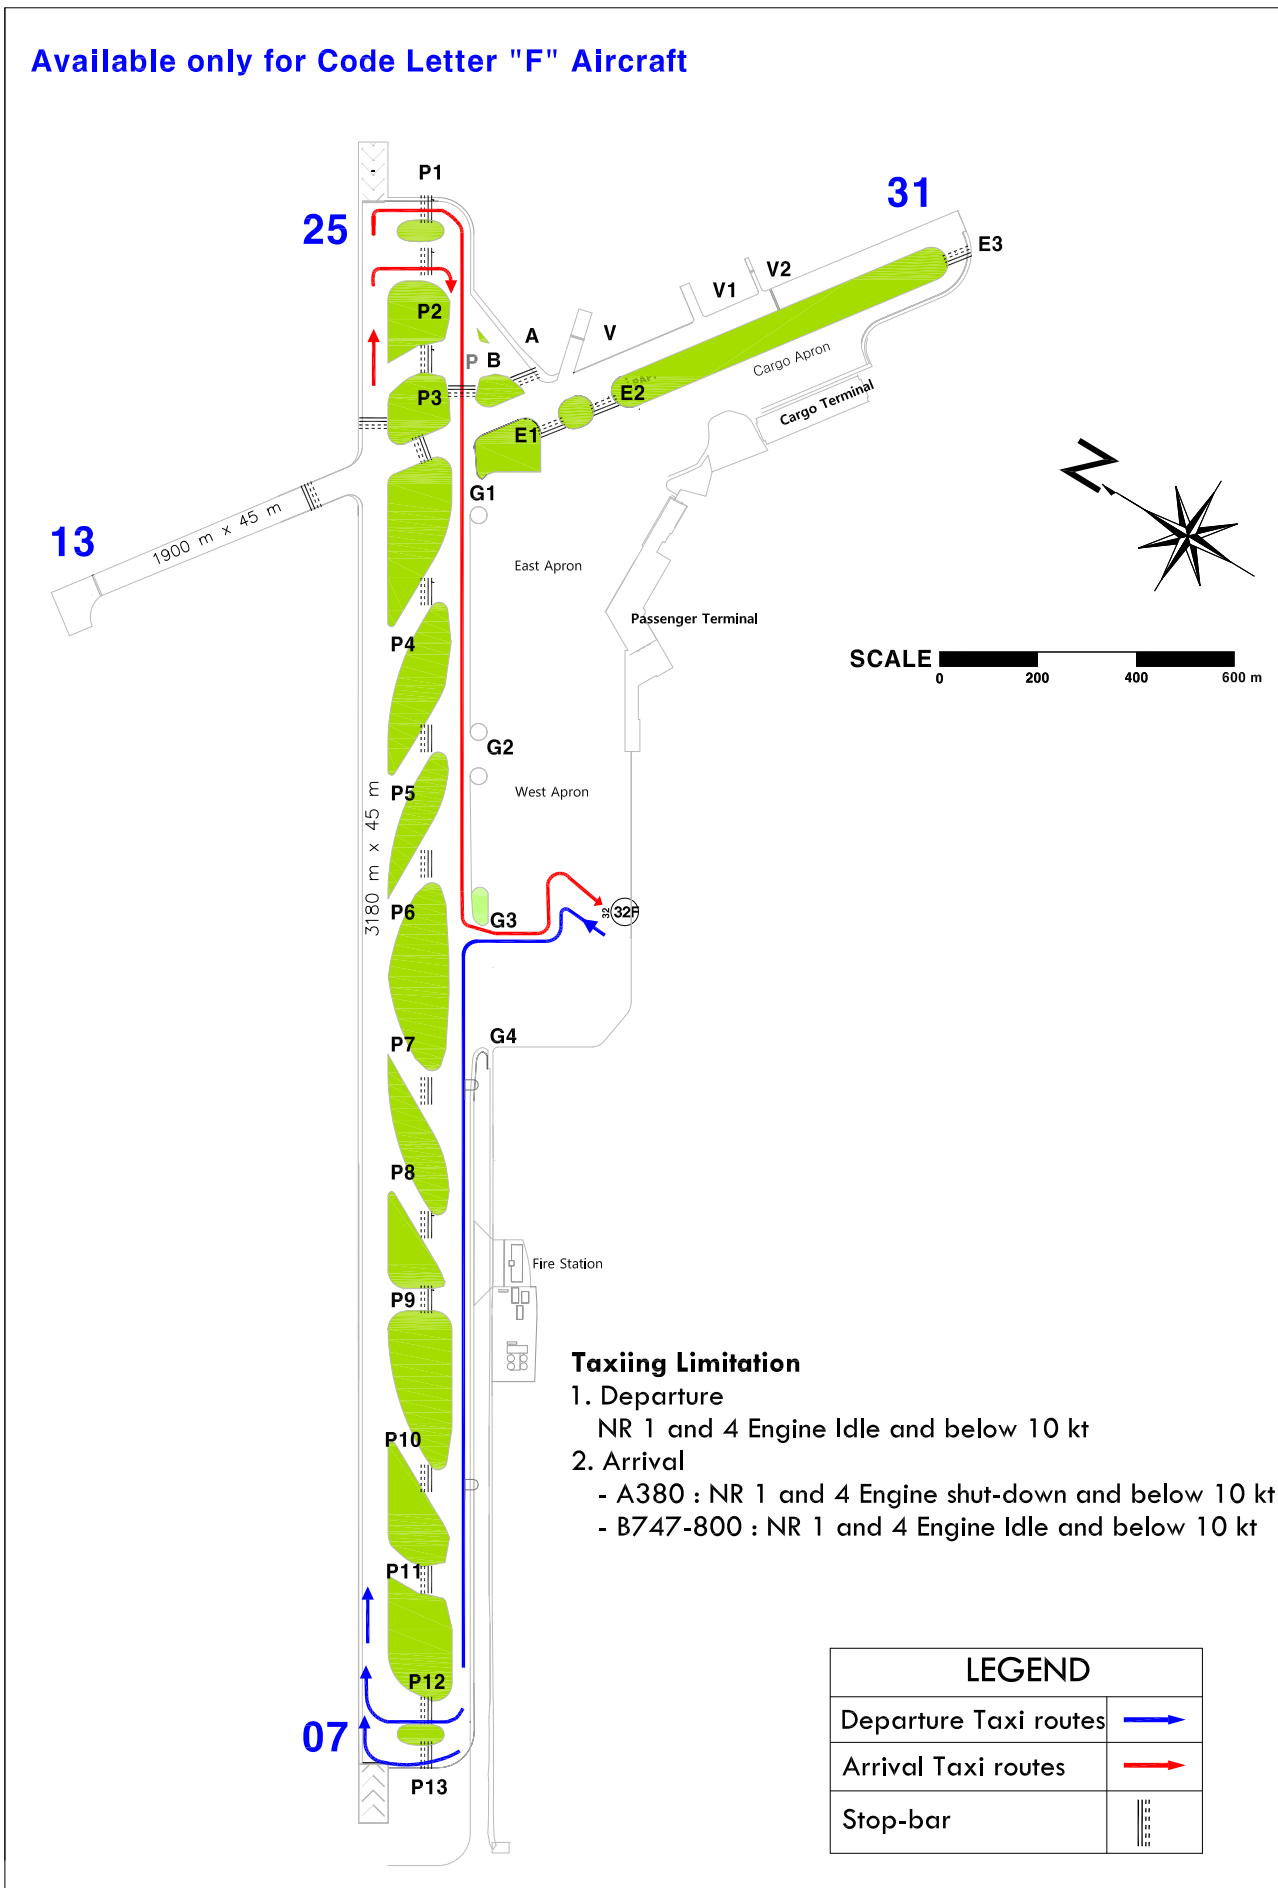 Available only for Code Letter "F" Aircraft
P1
31
25
E3
V2
V1
P2
A
V
P B
Cargo Apron
P3
E2
Cargo Terminal
E1
G1
1900 m x 45 m
13
East Apron
Passenger Terminal
P4
SCALE
0 200 400 600 m
G2
P5
West Apron
3180 m x 45 m
P6
G3
32
32F
G4
P7
P8
Fire Station
P9
Taxiing Limitation
1. Departure
NR 1 and 4 Engine Idle and below 10 kt
P10
2. Arrival
- A380 : NR 1 and 4 Engine shut-down and below 10 kt
- B747-800 : NR 1 and 4 Engine Idle and below 10 kt
P11
LEGEND
P12
Departure Taxi routes
07
Arrival Taxi routes
P13
Stop-bar